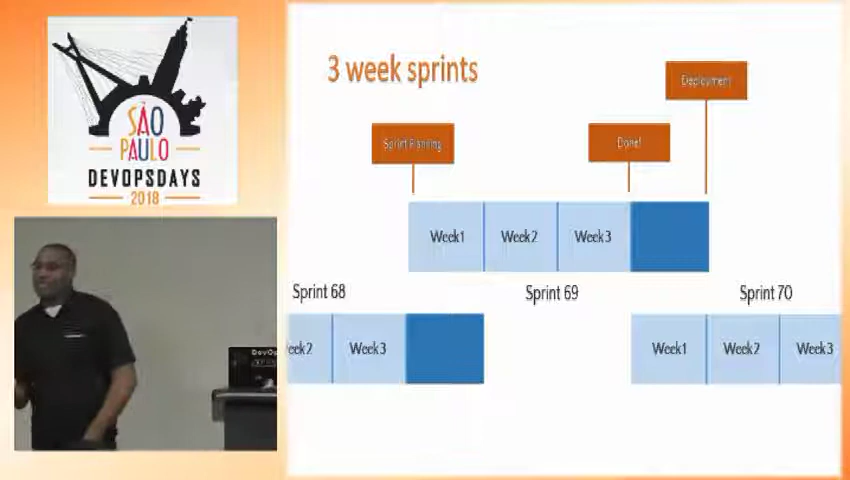 SÃO
PAULO
DEVOPSDAYS
2018
3 week sprints
Deployment
Sprint Planning
Done!
Week1
Week2
Week3
Sprint 68
Sprint 69
Sprint 70
Week3
Week1
Week2
Week3